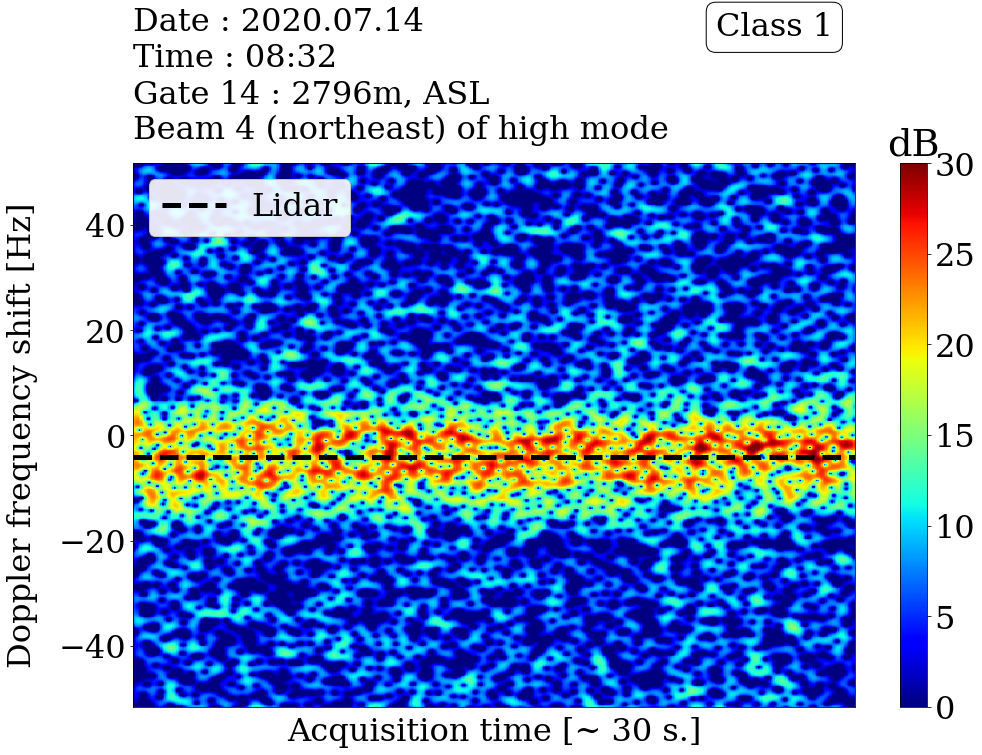 Date : 2020.07.14
Time : 08:32
Gate 14 : 2796m, ASL
Beam 4 (northeast) of high mode
Class 1
dB
Lidar
Doppler frequency shift [Hz]
40
20
0
−20
−40
Acquisition time [~ 30 s.]
30
25
20
15
10
5
0